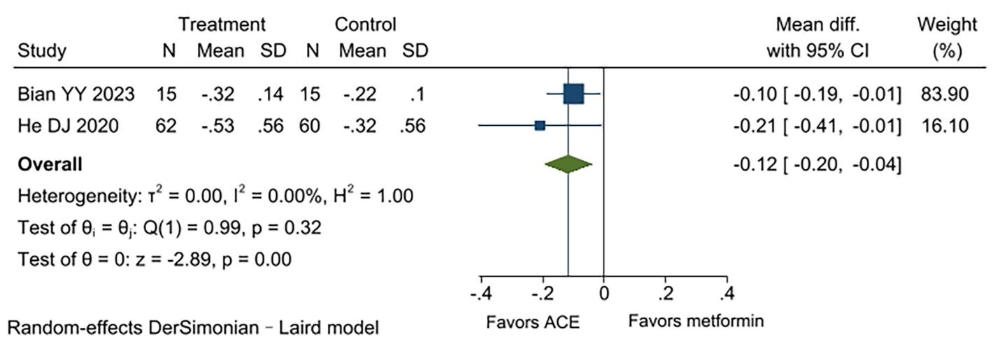 Treatment Control Mean diff. Weight
Study N Mean SD N Mean SD with 95% CI (%)
Bian YY 2023 15 -.32 .14 15 -.22 .1 -0.10 [ -0.19, -0.01] 83.90
He DJ 2020 62 -.53 .56 60 -.32 .56 -0.21 [ -0.41, -0.01] 16.10
Overall -0.12 [ -0.20, -0.04]
Heterogeneity: τ² = 0.00, I² = 0.00%, H² = 1.00
Test of θᵢ = θⱼ: Q(1) = 0.99, p = 0.32
Test of θ = 0: z = -2.89, p = 0.00
-.4 -.2 0 .2 .4
Favors ACE Favors metformin
Random-effects DerSimonian – Laird model